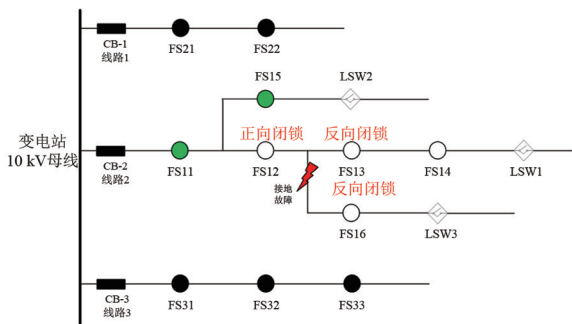 CB-1
线路1
FS21
FS22
FS15
LSW2
变电站
10 kV母线
正向闭锁
反向闭锁
CB-2
线路2
FS11
FS12
FS13
FS14
LSW1
接地
故障
反向闭锁
FS16
LSW3
CB-3
线路3
FS31
FS32
FS33